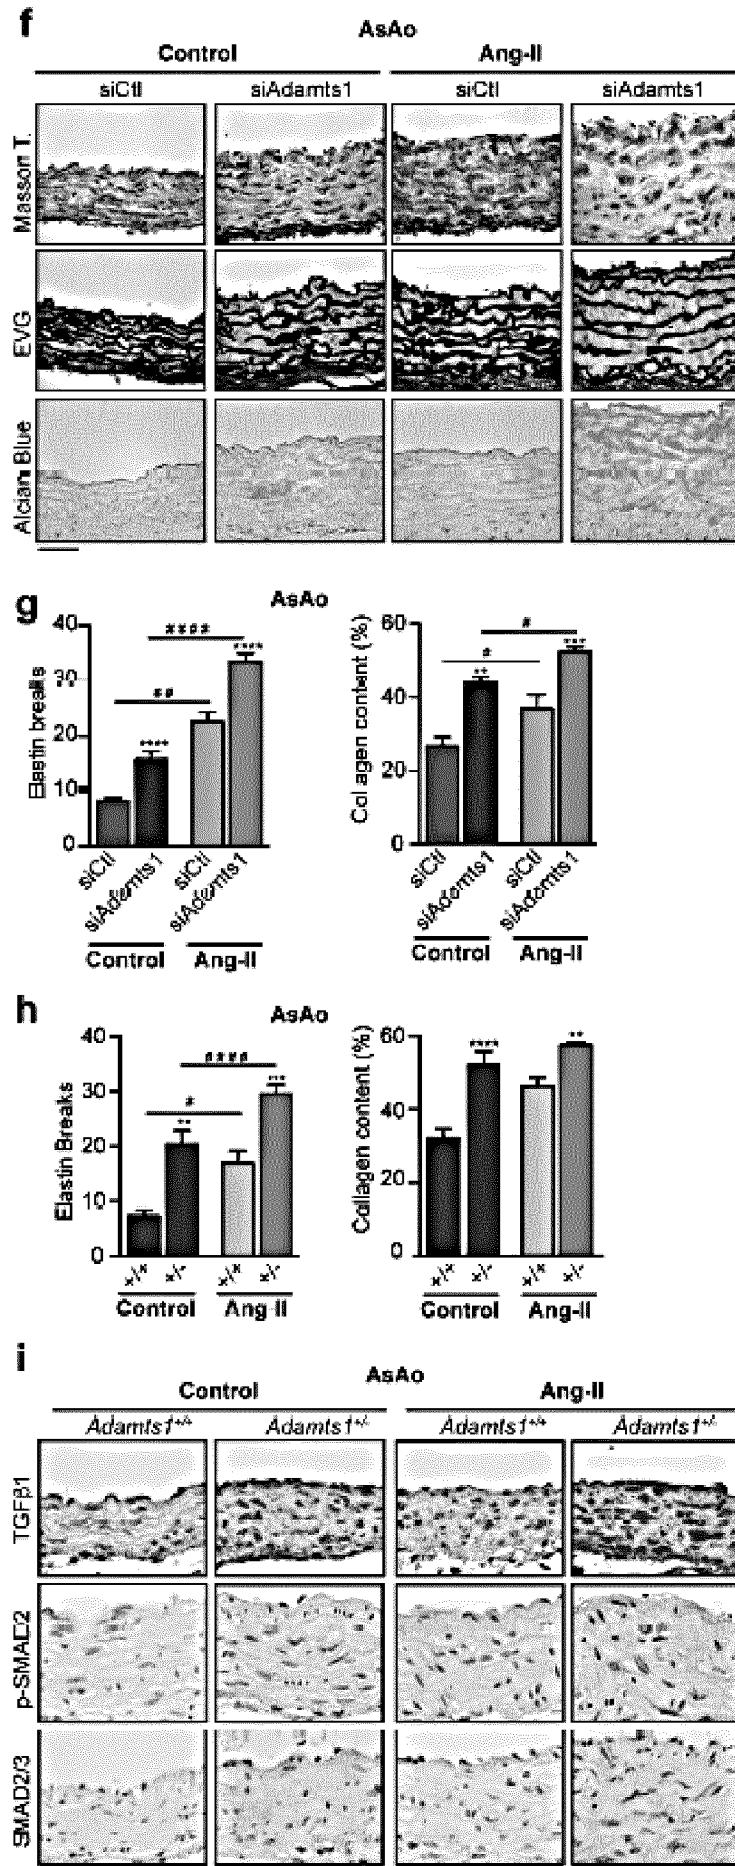 f
AsAo
Control Ang-II
siCtl siAdamts1 siCtl siAdamts1
Masson T.
EVG
Alcian Blue
g
AsAo
40
30
20
10
0
Elastin breaks
####
##
****
****
siCtl siAdamts1 siCtl siAdamts1
Control Ang-II
60
40
20
0
Collagen content (%)
#
#
**
***
siCtl siAdamts1 siCtl siAdamts1
Control Ang-II
h
AsAo
40
30
20
10
0
Elastin Breaks
####
#
**
***
+/+ +/- +/+ +/-
Control Ang-II
60
40
20
0
Collagen content (%)
****
**
+/+ +/- +/+ +/-
Control Ang-II
ii
AsAo
Control Ang-II
Adamts1+/+ Adamts1+/- Adamts1+/+ Adamts1+/-
TGFβ1
p-SMAD2
SMAD2/3